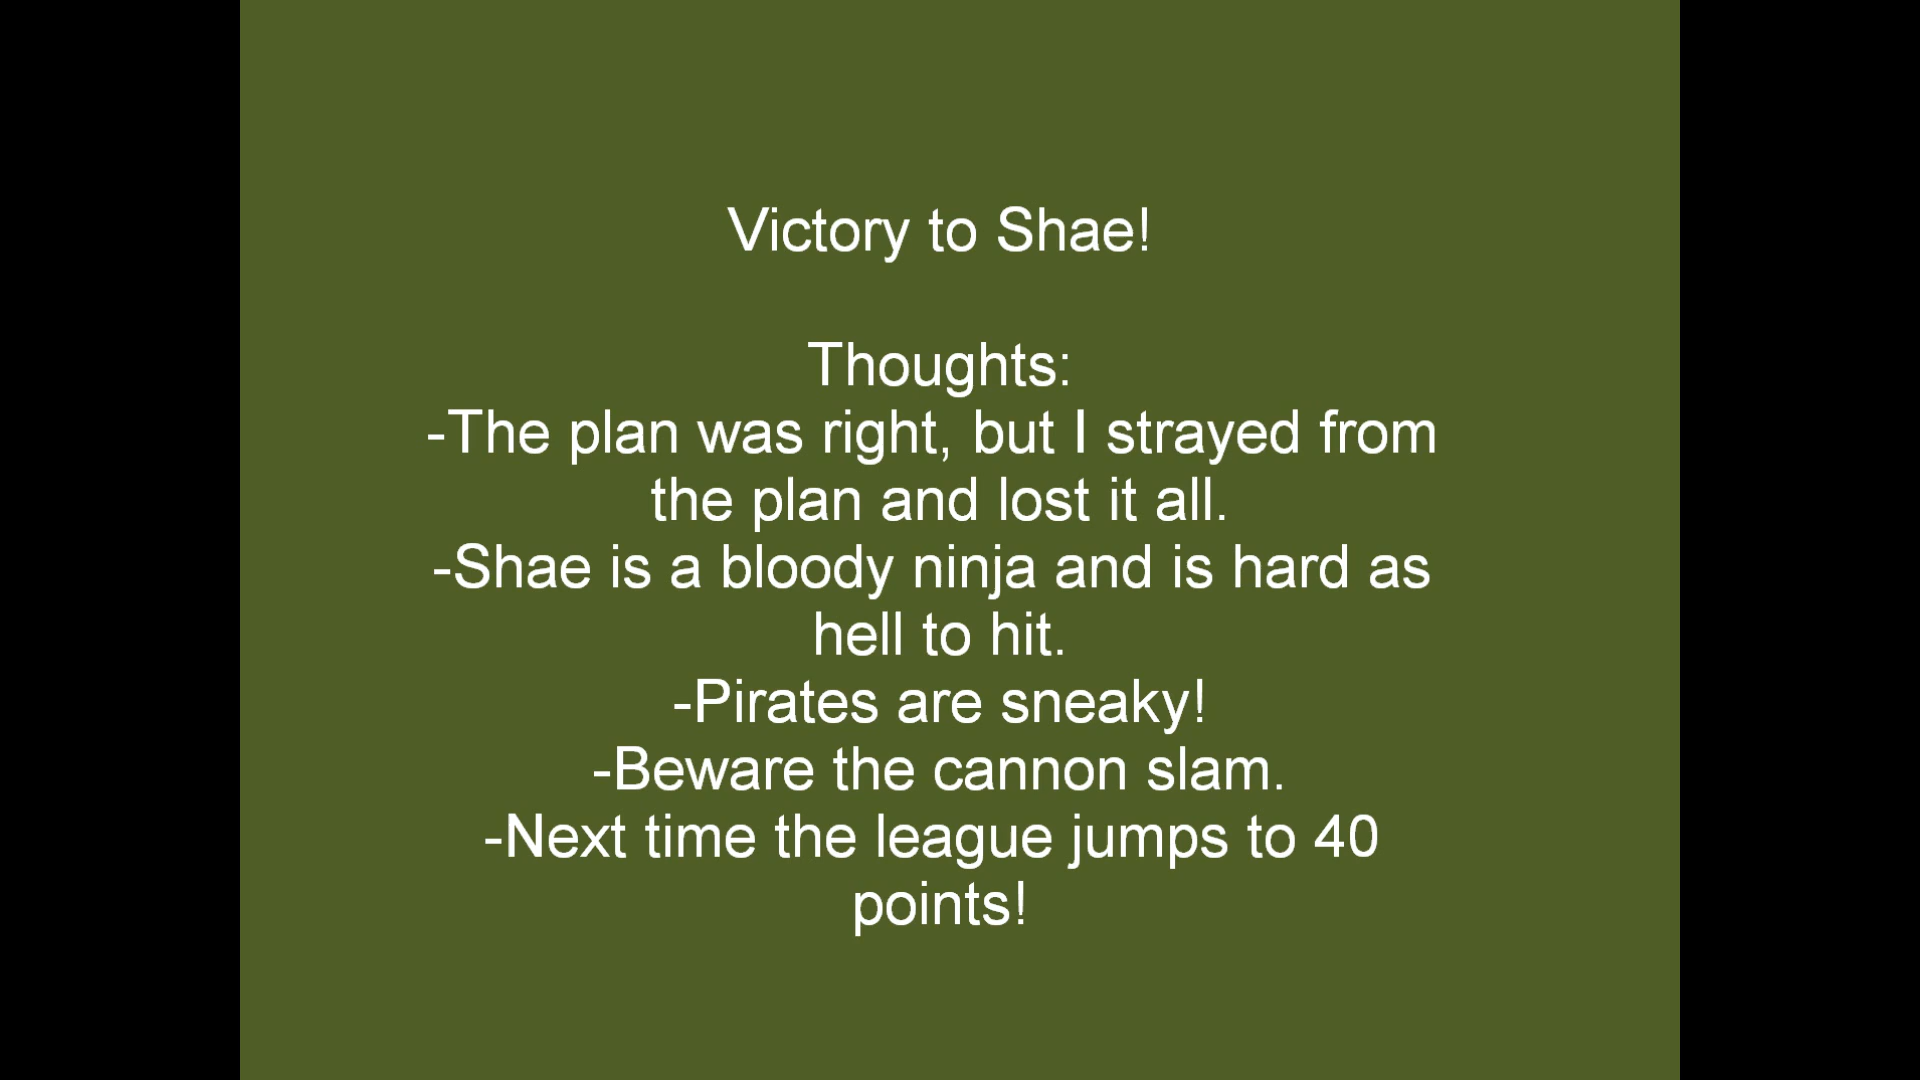 Victory to Shae!
Thoughts:
-The plan was right, but I strayed from
the plan and lost it all.
-Shae is a bloody ninja and is hard as
hell to hit.
-Pirates are sneaky!
-Beware the cannon slam.
-Next time the league jumps to 40
points!